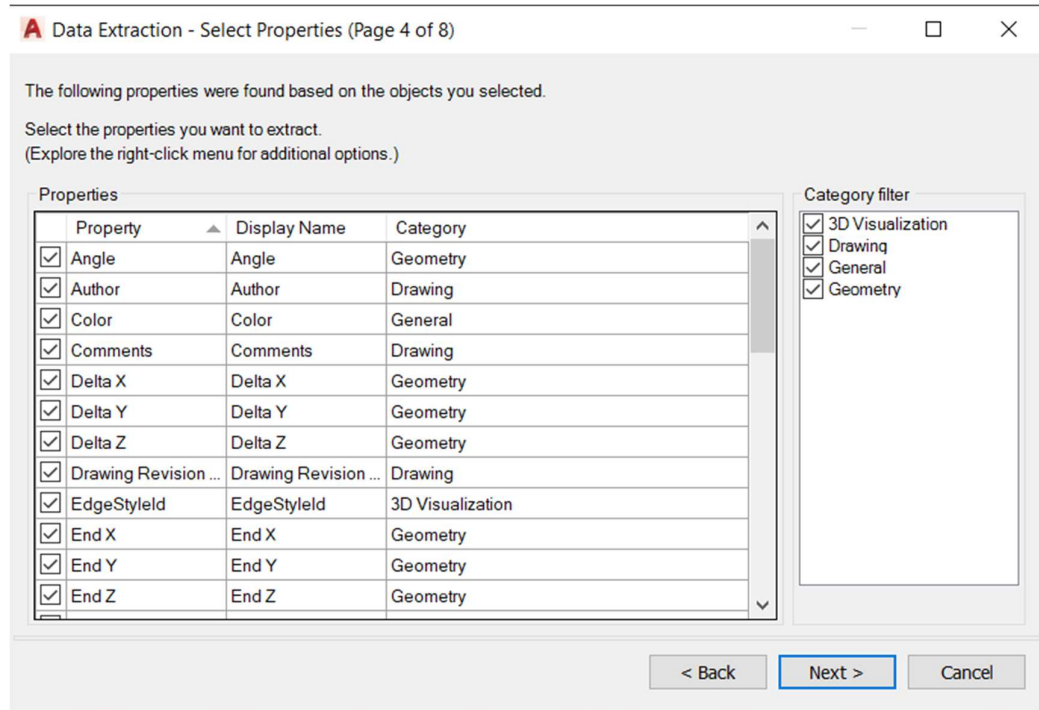 Data Extraction - Select Properties (Page 4 of 8)
The following properties were found based on the objects you selected.
Select the properties you want to extract.
(Explore the right-click menu for additional options.)
Properties
Property Display Name Category
Angle Angle Geometry
Author Author Drawing
Color Color General
Comments Comments Drawing
Delta X Delta X Geometry
Delta Y Delta Y Geometry
Delta Z Delta Z Geometry
Drawing Revision ... Drawing Revision ... Drawing
EdgeStyleId EdgeStyleId 3D Visualization
End X End X Geometry
End Y End Y Geometry
End Z End Z Geometry
Category filter
3D Visualization
Drawing
General
Geometry
< Back Next > Cancel